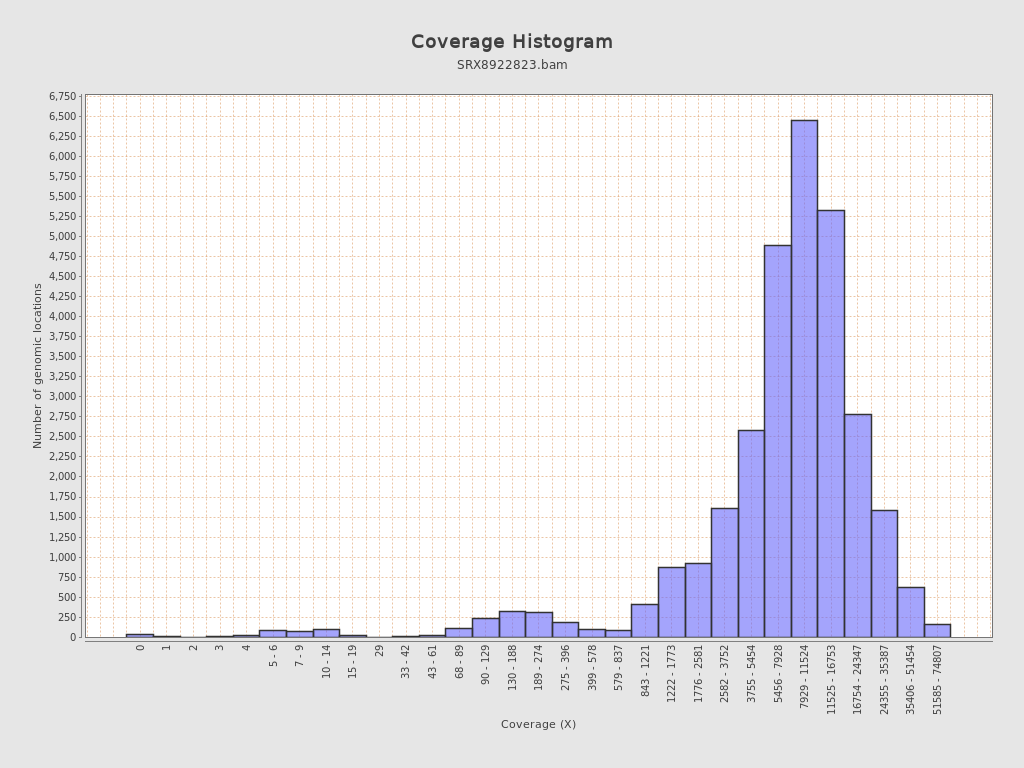 Coverage Histogram
SRX8922823.bam
Number of genomic locations
6,750
6,500
6,250
6,000
5,750
5,500
5,250
5,000
4,750
4,500
4,250
4,000
3,750
3,500
3,250
3,000
2,750
2,500
2,250
2,000
1,750
1,500
1,250
1,000
750
500
250
0
0
1
2
3
4
5 - 6
7 - 9
10 - 14
15 - 19
29
33 - 42
43 - 61
68 - 89
90 - 129
130 - 188
189 - 274
275 - 396
399 - 578
579 - 837
843 - 1221
1222 - 1773
1776 - 2581
2582 - 3752
3755 - 5454
5456 - 7928
7929 - 11524
11525 - 16753
16754 - 24347
24355 - 35387
35406 - 51454
51585 - 74807
Coverage (X)